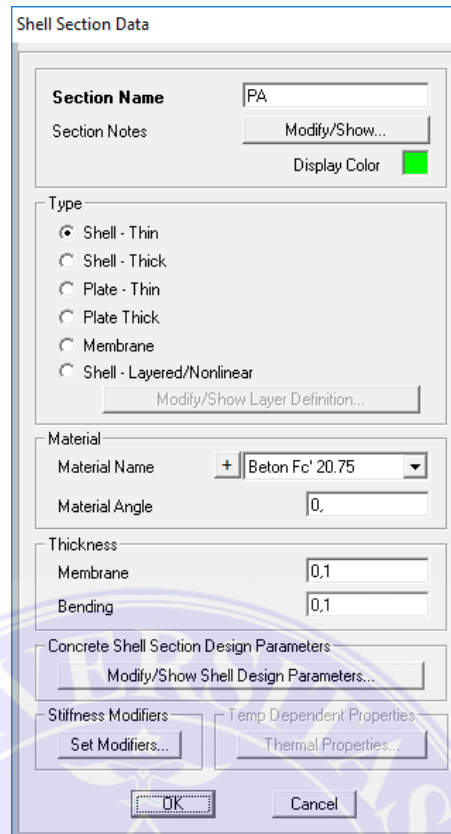 Shell Section Data
Section Name PA
Section Notes Modify/Show...
Display Color
Type
Shell - Thin
Shell - Thick
Plate - Thin
Plate Thick
Membrane
Shell - Layered/Nonlinear
Modify/Show Layer Definition...
Material
Material Name + Beton Fc' 20.75
Material Angle 0,
Thickness
Membrane 0,1
Bending 0,1
Concrete Shell Section Design Parameters
Modify/Show Shell Design Parameters...
Stiffness Modifiers Temp Dependent Properties
Set Modifiers... Thermal Properties...
OK Cancel